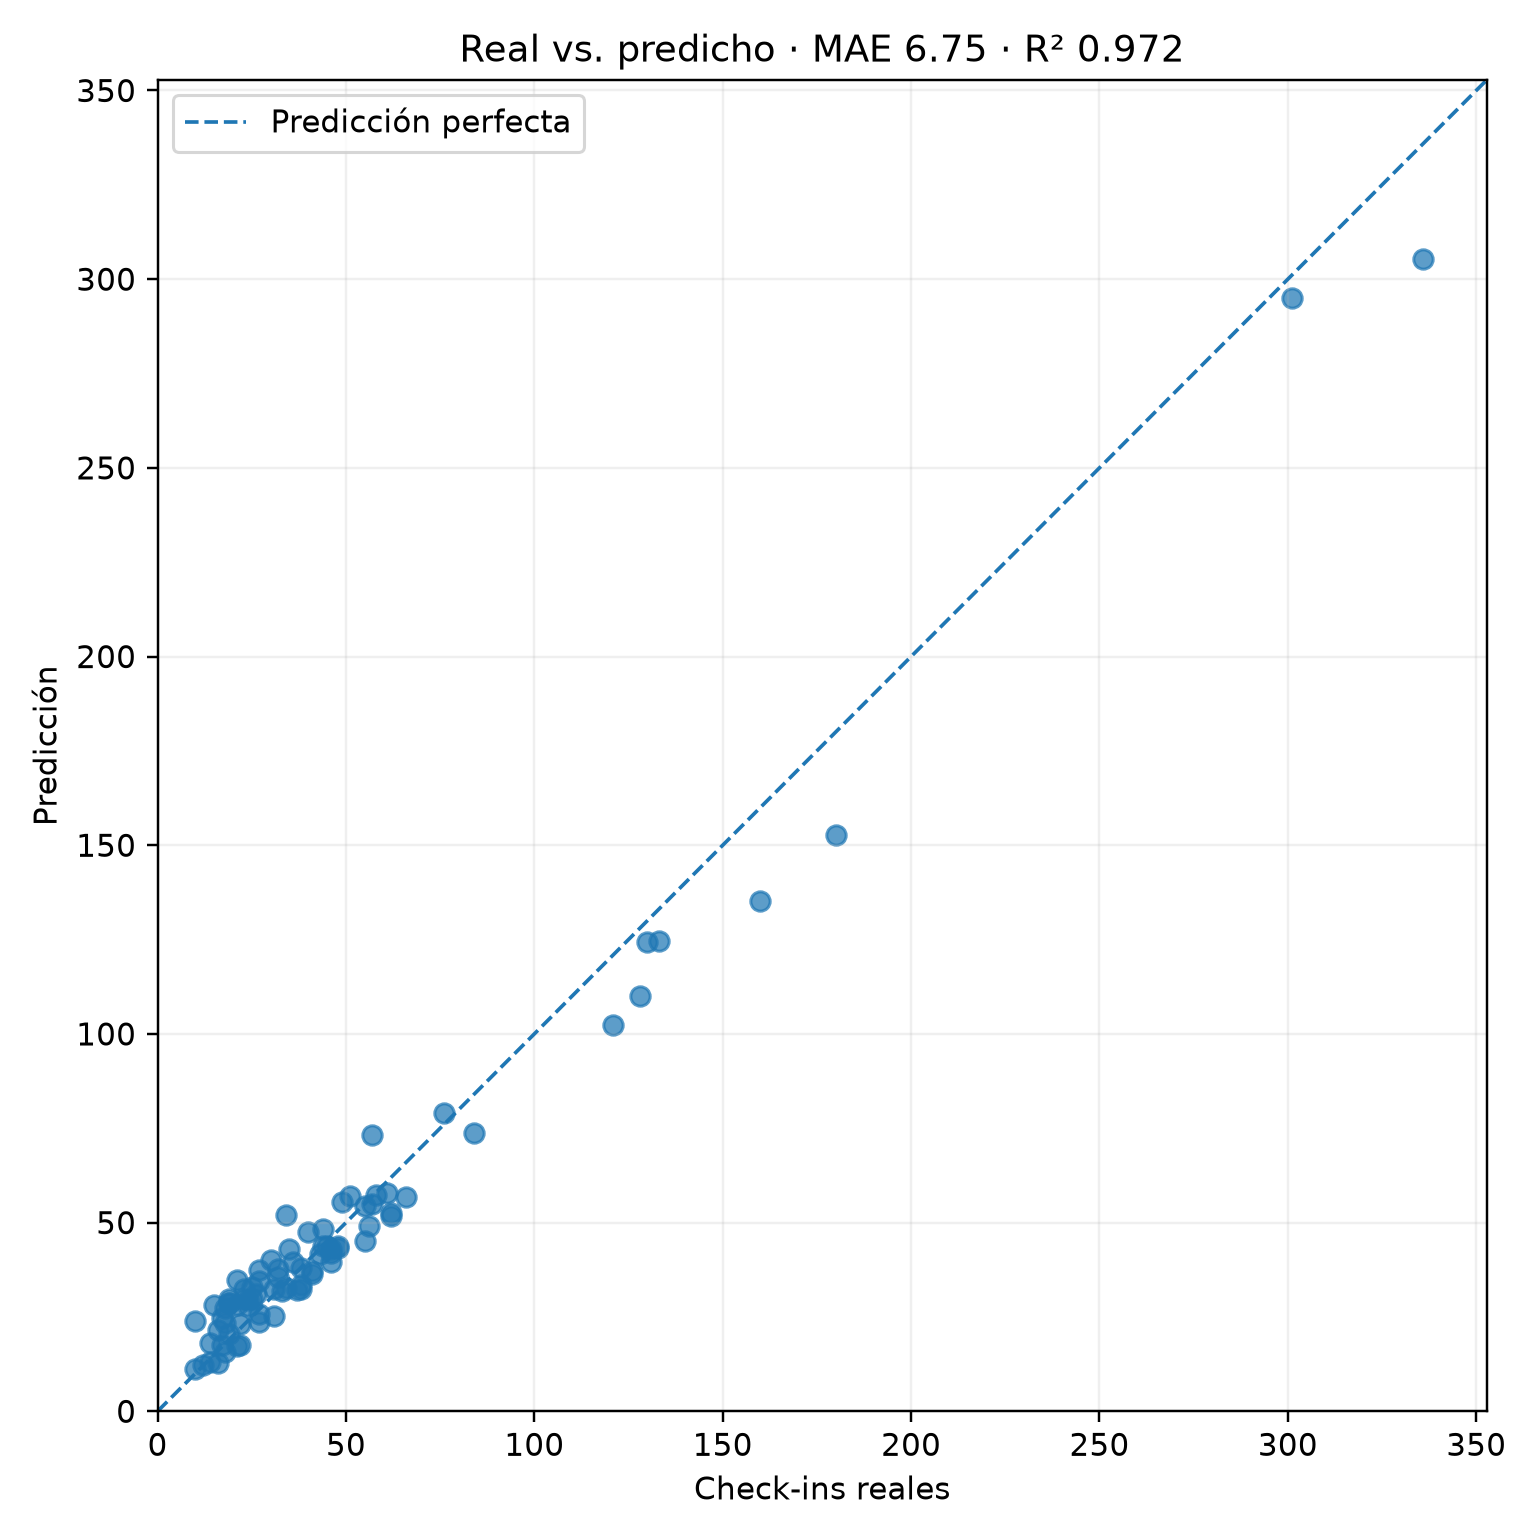 Real vs. predicho · MAE 6.75 · R² 0.972
Predicción perfecta
350
300
250
200
150
100
50
0
Predicción
0 50 100 150 200 250 300 350
Check-ins reales